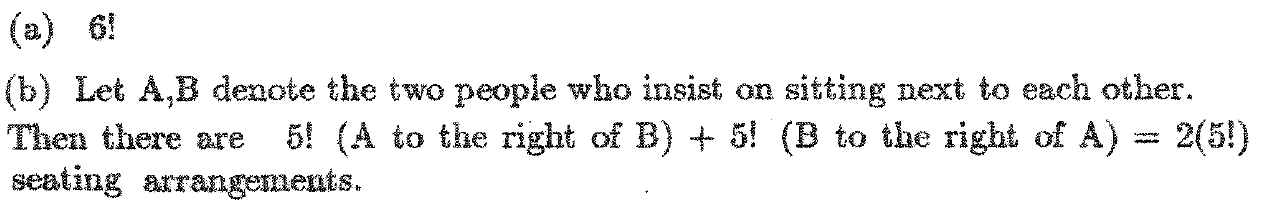 (a) 6!
(b) Let A,B denote the two people who insist on sitting next to each other.
Then there are 5! (A to the right of B) + 5! (B to the right of A) = 2(5!)
seating arrangements.